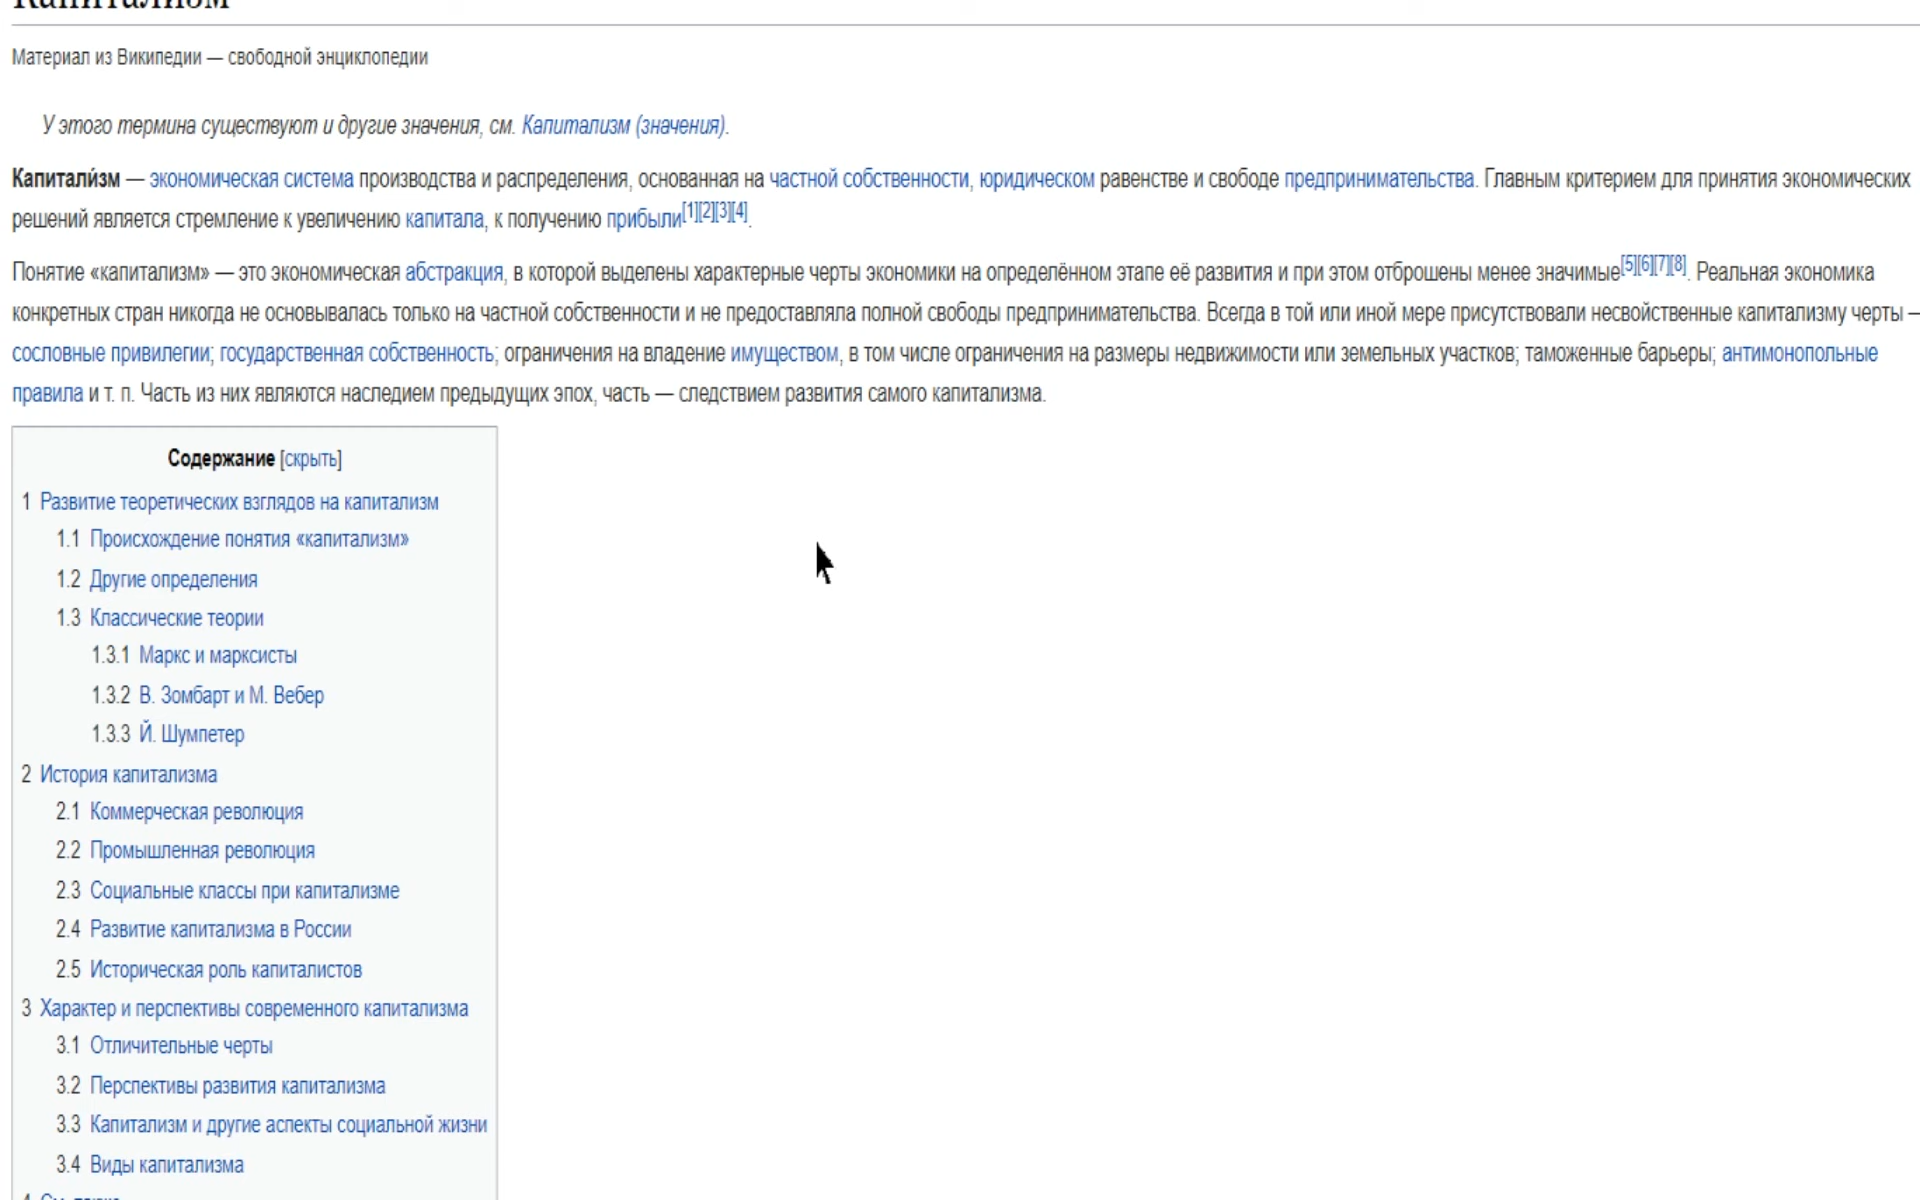 Капитализм
Материал из Википедии — свободной энциклопедии
У этого термина существуют и другие значения, см. Капитализм (значения).
Капитали́зм — экономическая система производства и распределения, основанная на частной собственности, юридическом равенстве и свободе предпринимательства. Главным критерием для принятия экономических
решений является стремление к увеличению капитала, к получению прибыли[1][2][3][4].
Понятие «капитализм» — это экономическая абстракция, в которой выделены характерные черты экономики на определённом этапе её развития и при этом отброшены менее значимые[5][6][7][8]. Реальная экономика
конкретных стран никогда не основывалась только на частной собственности и не предоставляла полной свободы предпринимательства. Всегда в той или иной мере присутствовали несвойственные капитализму черты —
сословные привилегии; государственная собственность; ограничения на владение имуществом, в том числе ограничения на размеры недвижимости или земельных участков; таможенные барьеры; антимонопольные
правила и т. п. Часть из них являются наследием предыдущих эпох, часть — следствием развития самого капитализма.
Содержание [скрыть]
1 Развитие теоретических взглядов на капитализм
1.1 Происхождение понятия «капитализм»
1.2 Другие определения
1.3 Классические теории
1.3.1 Маркс и марксисты
1.3.2 В. Зомбарт и М. Вебер
1.3.3 Й. Шумпетер
2 История капитализма
2.1 Коммерческая революция
2.2 Промышленная революция
2.3 Социальные классы при капитализме
2.4 Развитие капитализма в России
2.5 Историческая роль капиталистов
3 Характер и перспективы современного капитализма
3.1 Отличительные черты
3.2 Перспективы развития капитализма
3.3 Капитализм и другие аспекты социальной жизни
3.4 Виды капитализма
4 См. также